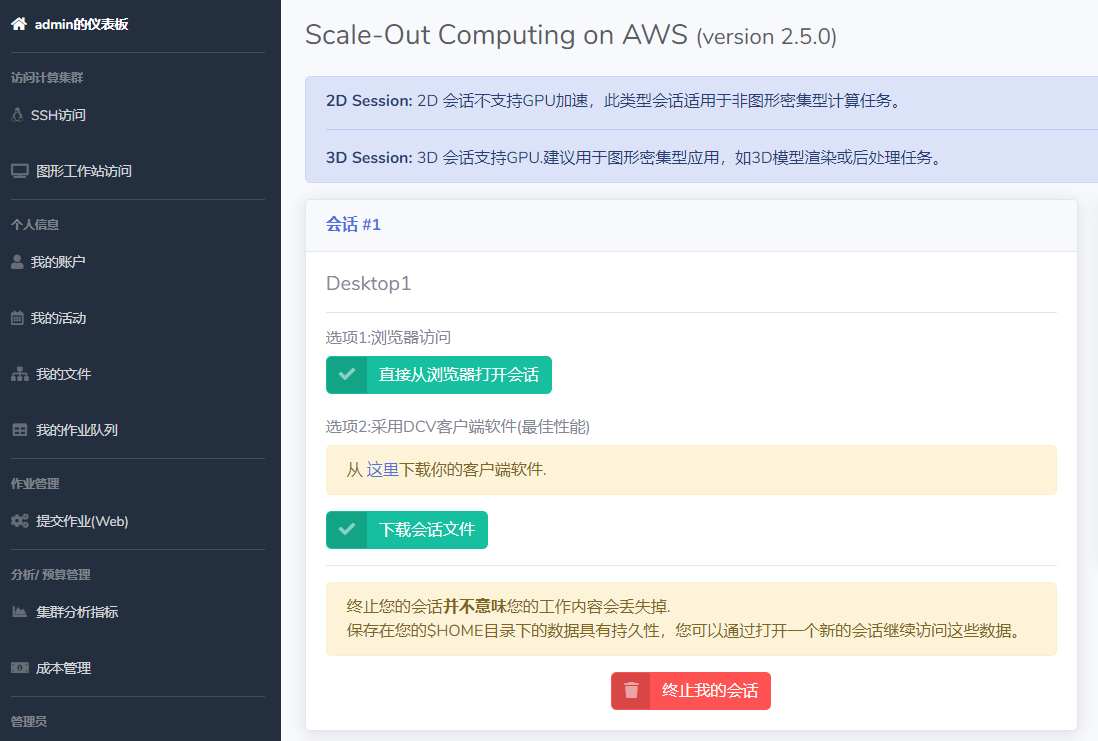 admin的仪表板
访问计算集群
SSH访问
图形工作站访问
个人信息
我的账户
我的活动
我的文件
我的作业队列
作业管理
提交作业(Web)
分析/ 预算管理
集群分析指标
成本管理
管理员
Scale-Out Computing on AWS (version 2.5.0)
2D Session: 2D 会话不支持GPU加速，此类型会话适用于非图形密集型计算任务。
3D Session: 3D 会话支持GPU.建议用于图形密集型应用，如3D模型渲染或后处理任务。
会话 #1
Desktop1
选项1:浏览器访问
直接从浏览器打开会话
选项2:采用DCV客户端软件(最佳性能)
从 这里下载你的客户端软件.
下载会话文件
终止您的会话并不意味您的工作内容会丢失掉.
保存在您的$HOME目录下的数据具有持久性，您可以通过打开一个新的会话继续访问这些数据。
终止我的会话